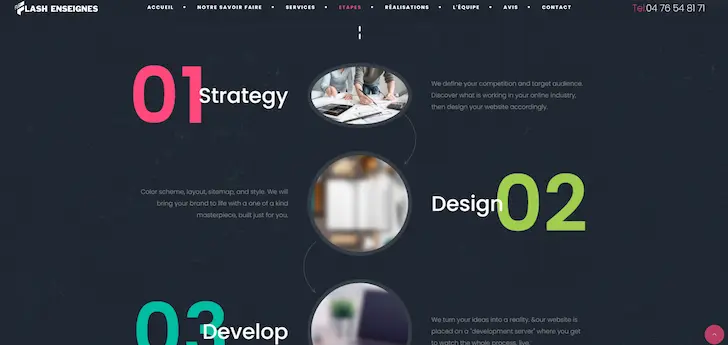 FLASH ENSEIGNES
ACCUEIL • NOTRE SAVOIR FAIRE • SERVICES • ETAPES • RÉALISATIONS • L'ÉQUIPE • AVIS • CONTACT
Tel.04 76 54 81 71
01 Strategy
We define your competition and target audience.
Discover what is working in your online industry,
then design your website accordingly.
Color scheme, layout, sitemap, and style. We will
bring your brand to life with a one of a kind
masterpiece, built just for you.
Design 02
03 Develop
We turn your ideas into a reality. &our website is
placed on a "development server" where you get
to watch the whole process, live.